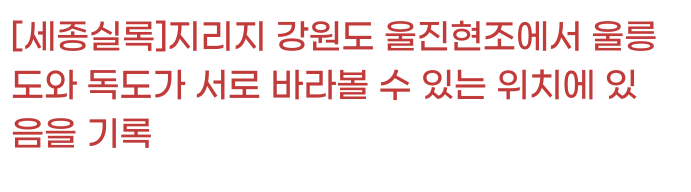 [세종실록]지리지 강원도 울진현조에서 울릉
도와 독도가 서로 바라볼 수 있는 위치에 있
음을 기록